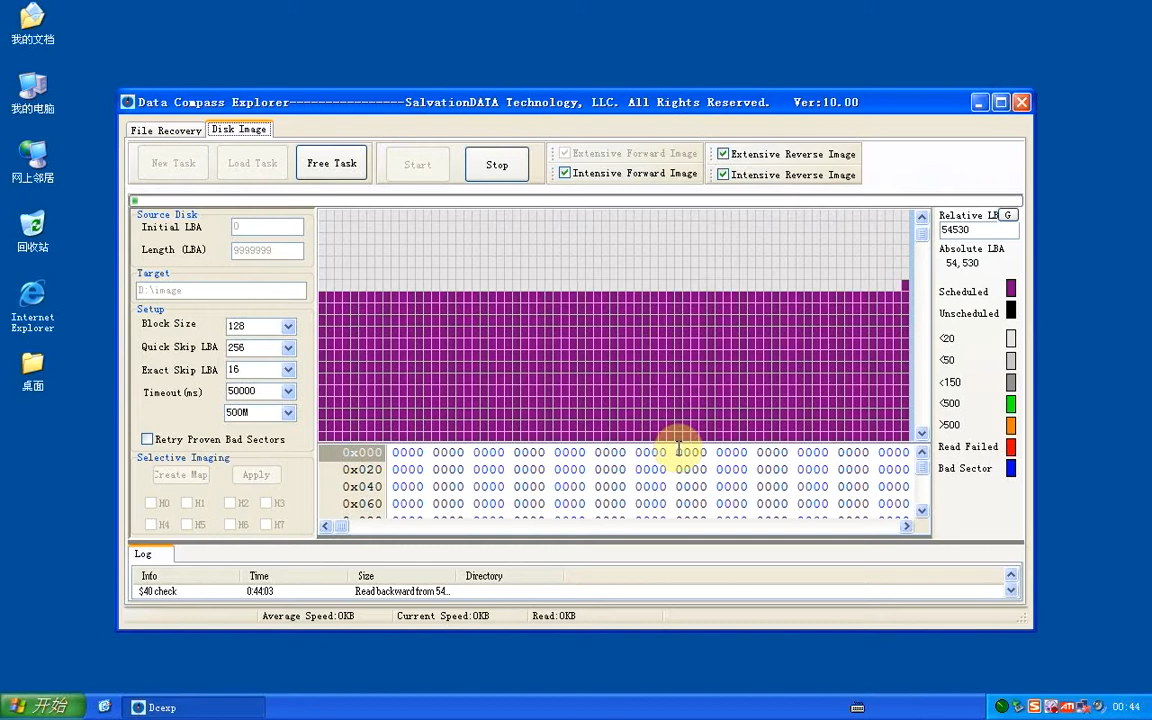 我的文档
我的电脑
网上邻居
回收站
Internet
Explorer
桌面
Data Compass Explorer----------------SalvationDATA Technology, LLC. All Rights Reserved. Ver:10.00
File Recovery Disk Image
New Task Load Task Free Task Start Stop
Extensive Forward Image Extensive Reverse Image
Intensive Forward Image Intensive Reverse Image
Source Disk
Initial LBA 0
Length (LBA) 9999999
Target
D:\image
Setup
Block Size 128
Quick Skip LBA 256
Exact Skip LBA 16
Timeout(ms) 50000
500M
Retry Proven Bad Sectors
Selective Imaging
Create Map Apply
H0 H1 H2 H3
H4 H5 H6 H7
0x000 0000 0000 0000 0000 0000 0000 0000 0000 0000 0000 0000 0000 0000
0x020 0000 0000 0000 0000 0000 0000 0000 0000 0000 0000 0000 0000 0000
0x040 0000 0000 0000 0000 0000 0000 0000 0000 0000 0000 0000 0000 0000
0x060 0000 0000 0000 0000 0000 0000 0000 0000 0000 0000 0000 0000 0000
Relative LB G
54530
Absolute LBA
54,530
Scheduled
Unscheduled
<20
<50
<150
<500
>500
Read Failed
Bad Sector
Log
Info Time Size Directory
$40 check 0:44:03 Read backward from 54...
Average Speed:0KB Current Speed:0KB Read:0KB
开始 Dcexp 00:44